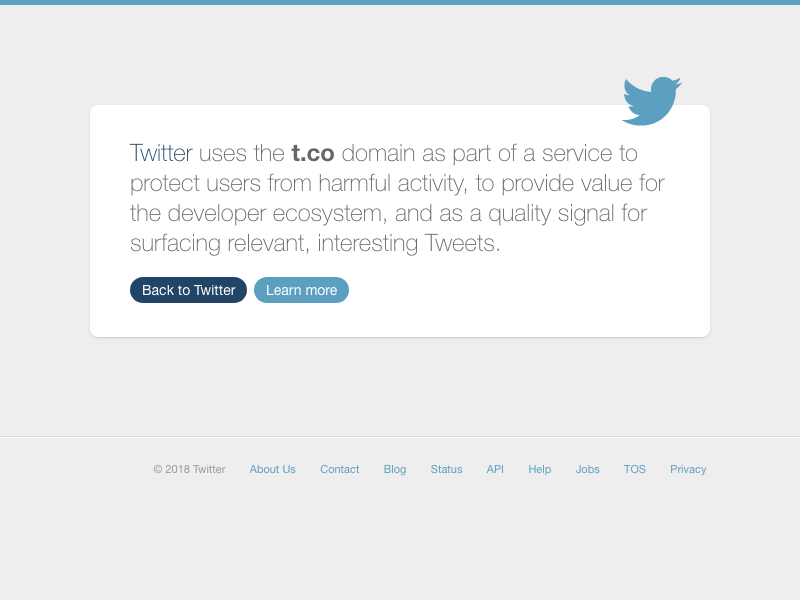 Twitter uses the t.co domain as part of a service to
protect users from harmful activity, to provide value for
the developer ecosystem, and as a quality signal for
surfacing relevant, interesting Tweets.
Back to Twitter Learn more
© 2018 Twitter About Us Contact Blog Status API Help Jobs TOS Privacy